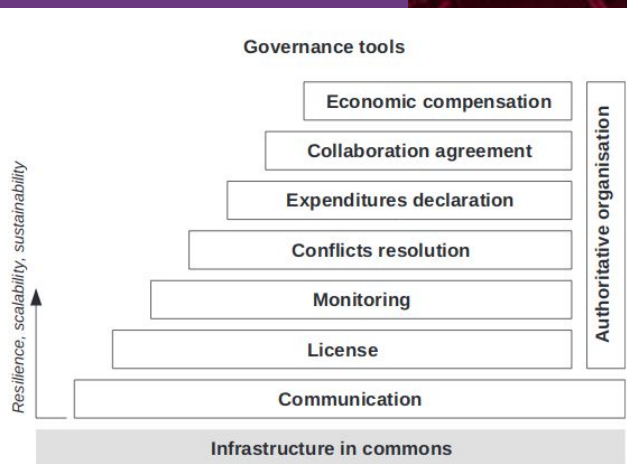 Governance tools
Economic compensation
Collaboration agreement
Expenditures declaration
Conflicts resolution
Monitoring
License
Communication
Infrastructure in commons
Authoritative organisation
Resilience, scalability, sustainability